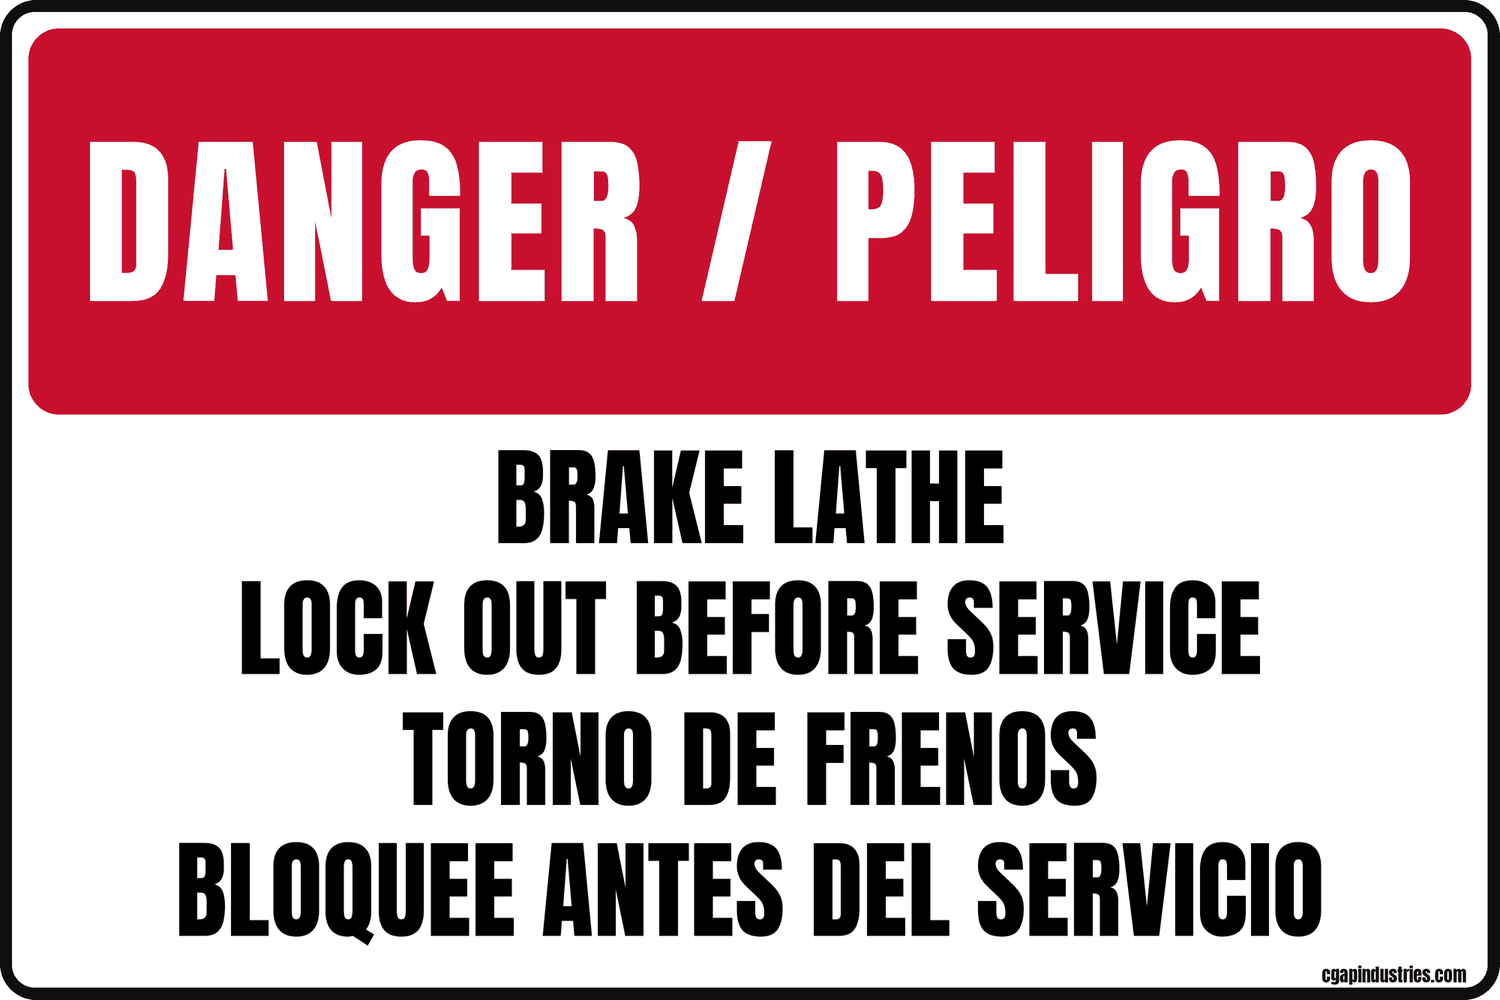 DANGER / PELIGRO
BRAKE LATHE
LOCK OUT BEFORE SERVICE
TORNO DE FRENOS
BLOQUEE ANTES DEL SERVICIO
cgapindustries.com